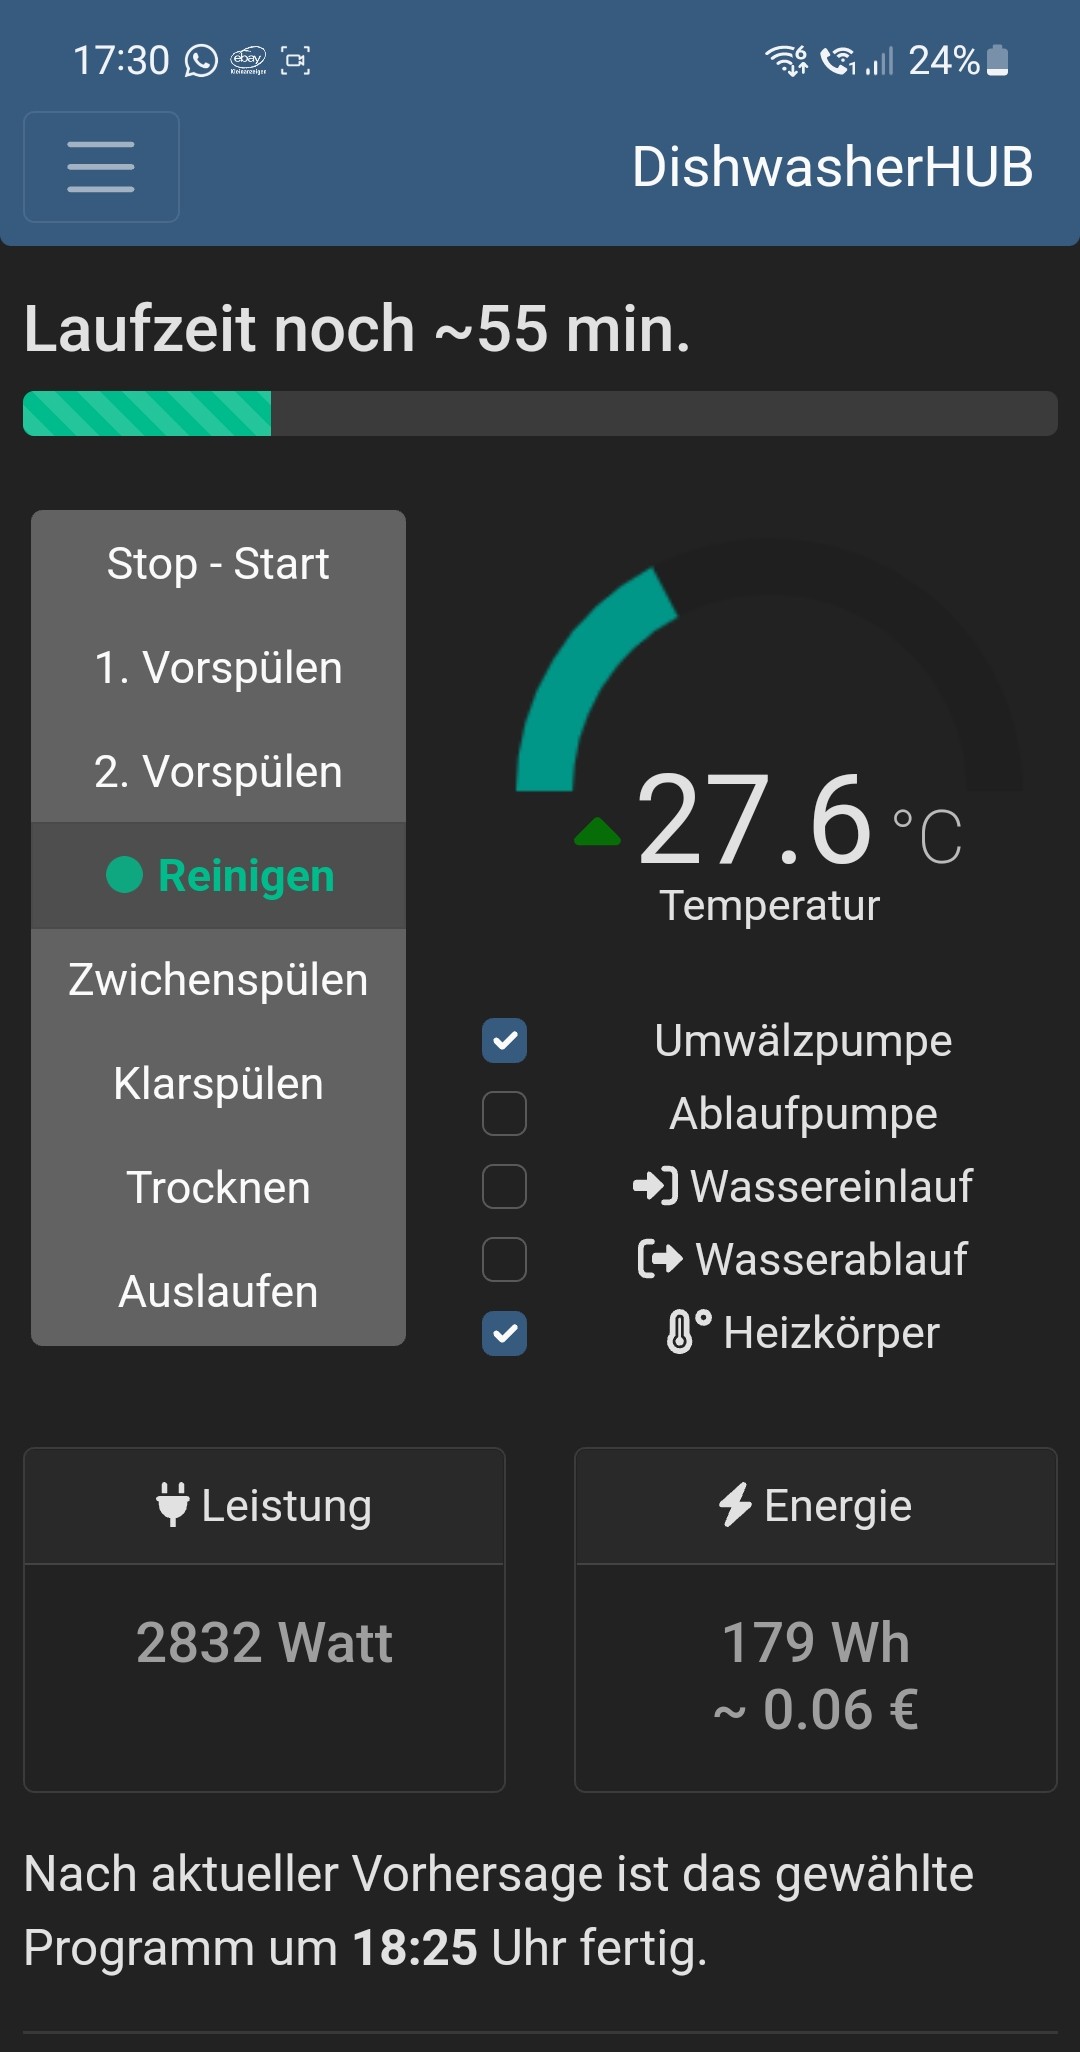 17:30
24%
DishwasherHUB
Laufzeit noch ~55 min.
Stop - Start
1. Vorspülen
2. Vorspülen
Reinigen
Zwichenspülen
Klarspülen
Trocknen
Auslaufen
27.6 °C
Temperatur
Umwälzpumpe
Ablaufpumpe
Wassereinlauf
Wasserablauf
Heizkörper
Leistung
2832 Watt
Energie
179 Wh
~ 0.06 €
Nach aktueller Vorhersage ist das gewählte
Programm um 18:25 Uhr fertig.